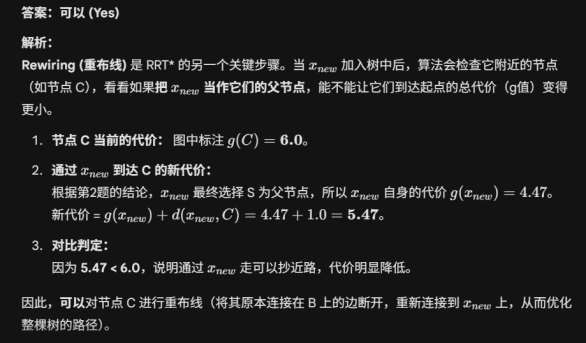 答案：可以 (Yes)
解析：
Rewiring (重布线) 是 RRT* 的另一个关键步骤。当 x_new 加入树中后，算法会检查它附近的节点
（如节点 C），看看如果把 x_new 当作它们的父节点，能不能让它们到达起点的总代价（g值）变得
更小。
1. 节点 C 当前的代价： 图中标注 g(C) = 6.0。
2. 通过 x_new 到达 C 的新代价：
根据第2题的结论，x_new 最终选择 S 为父节点，所以 x_new 自身的代价 g(x_new) = 4.47。
新代价 = g(x_new) + d(x_new, C) = 4.47 + 1.0 = 5.47。
3. 对比判定：
因为 5.47 < 6.0，说明通过 x_new 走可以抄近路，代价明显降低。
因此，可以对节点 C 进行重布线（将其原本连接在 B 上的边断开，重新连接到 x_new 上，从而优化
整棵树的路径）。